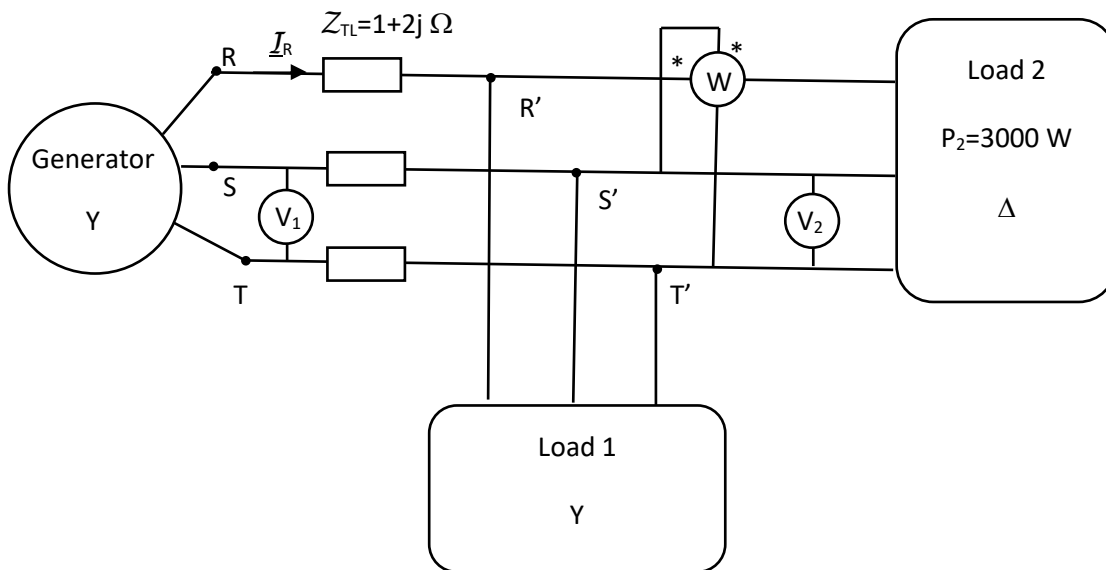 Z_TL=1+2j Ω
I_R
R
*
*
W
R’
Load 2
P₂=3000 W
Δ
Generator
Y
S
V₁
S’
V₂
T
T’
Load 1
Y